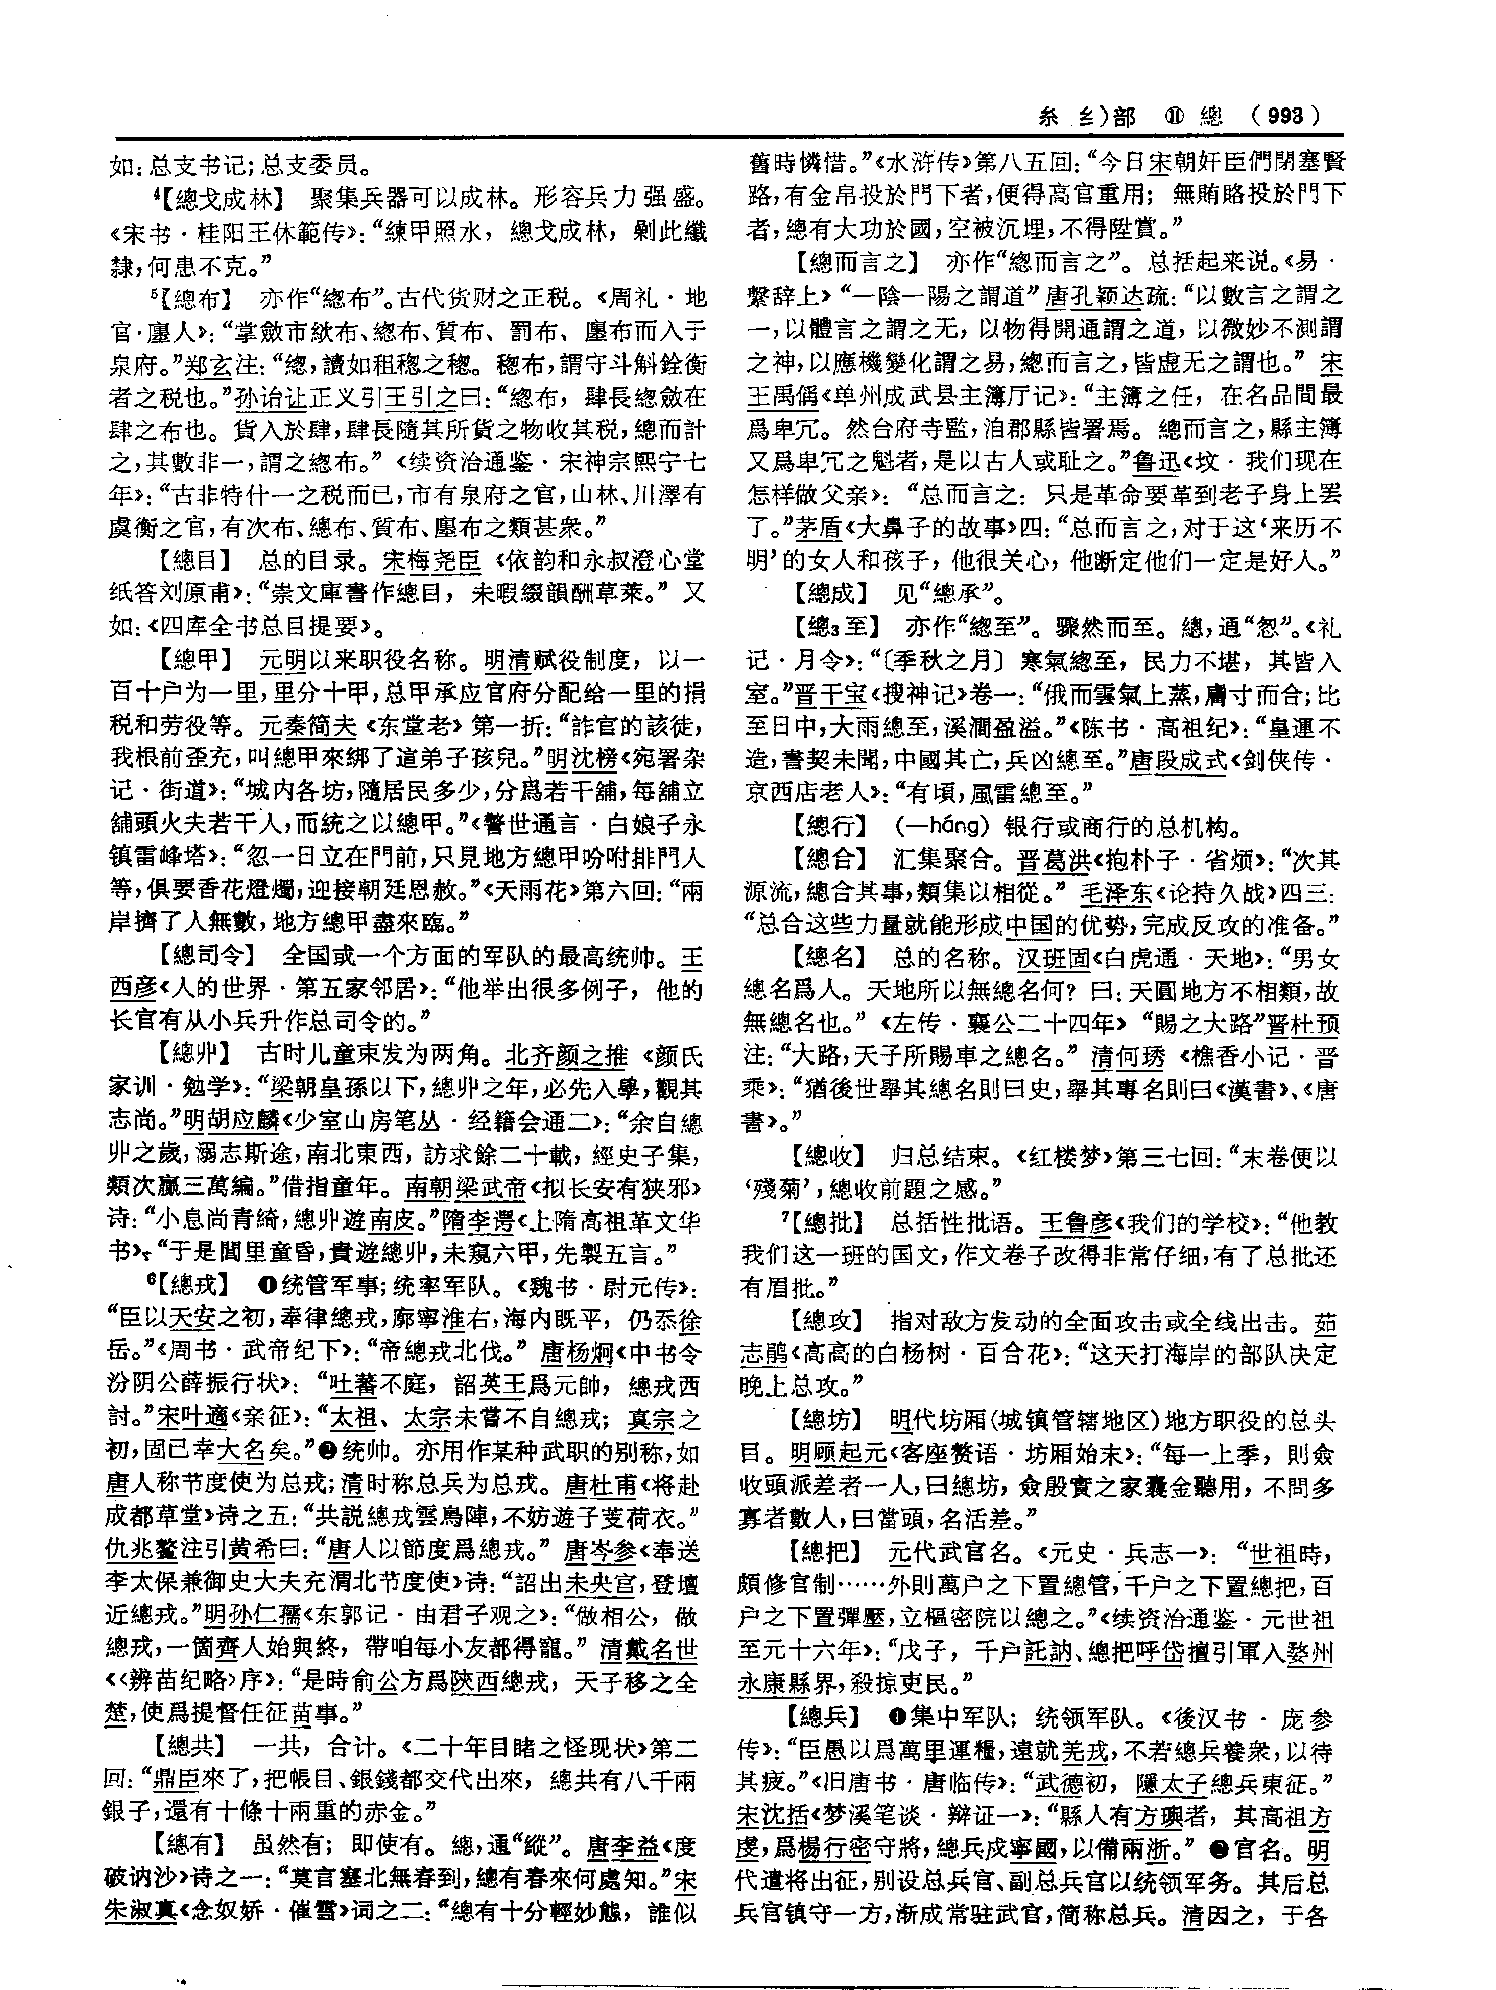 糸(纟)部 ⑪ 總 (993)
如: 总支书记; 总支委员。
⁴【總戈成林】 聚集兵器可以成林。形容兵力强盛。
《宋书·桂阳王休範传》: “練甲照水, 總戈成林, 剿此纖
隸, 何患不克。”
⁵【總布】 亦作“緫布”。古代货财之正税。《周礼·地
官·廛人》: “掌斂市絘布、緫布、質布、罰布、廛布而入于
泉府。”郑玄注: “緫, 讀如租稯之稯。稯布, 謂守斗斛銓衡
者之税也。”孙诒让正义引王引之曰: “緫布, 肆長緫斂在
肆之布也。貨入於肆, 肆長隨其所貨之物收其税, 總而計
之, 其數非一, 謂之緫布。”《续资治通鉴·宋神宗熙宁七
年》: “古非特什一之税而已, 市有泉府之官, 山林、川澤有
虞衡之官, 有次布、總布、質布、廛布之類甚衆。”
【總目】 总的目录。宋梅尧臣《依韵和永叔澄心堂
纸答刘原甫》: “崇文庫書作總目, 未暇綴韻酬草萊。” 又
如: 《四库全书总目提要》。
【總甲】 元明以来职役名称。明清赋役制度, 以一
百十户为一里, 里分十甲, 总甲承应官府分配给一里的捐
税和劳役等。元秦简夫《东堂老》第一折: “詐官的該徒,
我根前歪充, 叫總甲來綁了這弟子孩兒。”明沈榜《宛署杂
记·街道》: “城内各坊, 隨居民多少, 分爲若干舖, 每舖立
舖頭火夫若干人, 而統之以總甲。”《警世通言·白娘子永
镇雷峰塔》: “忽一日立在門前, 只見地方總甲吩咐排門人
等, 俱要香花燈燭, 迎接朝廷恩赦。”《天雨花》第六回: “兩
岸擠了人無數, 地方總甲盡來臨。”
【總司令】 全国或一个方面的军队的最高统帅。王
西彦《人的世界·第五家邻居》: “他举出很多例子, 他的
长官有从小兵升作总司令的。”
【總丱】 古时儿童束发为两角。北齐颜之推《颜氏
家训·勉学》: “梁朝皇孫以下, 總丱之年, 必先入學, 觀其
志尚。”明胡应麟《少室山房笔丛·经籍会通二》: “余自總
丱之歲, 溺志斯途, 南北東西, 訪求餘二十載, 經史子集,
類次贏三萬編。”借指童年。南朝梁武帝《拟长安有狭邪》
诗: “小息尚青綺, 總丱遊南皮。”隋李谔《上隋高祖革文华
书》: “于是閭里童昏, 貴遊總丱, 未窺六甲, 先製五言。”
⁶【總戎】 ❶统管军事; 统率军队。《魏书·尉元传》:
“臣以天安之初, 奉律總戎, 廓寧淮右, 海内既平, 仍忝徐
岳。”《周书·武帝纪下》: “帝總戎北伐。”唐杨炯《中书令
汾阴公薛振行状》: “吐蕃不庭, 詔英王爲元帥, 總戎西
討。”宋叶適《亲征》: “太祖、太宗未嘗不自總戎; 真宗之
初, 固已幸大名矣。”❷统帅。亦用作某种武职的别称, 如
唐人称节度使为总戎; 清时称总兵为总戎。唐杜甫《将赴
成都草堂》诗之五: “共説總戎雲鳥陣, 不妨遊子芰荷衣。”
仇兆鳌注引黄希曰: “唐人以節度爲總戎。”唐岑参《奉送
李太保兼御史大夫充渭北节度使》诗: “詔出未央宫, 登壇
近總戎。”明孙仁孺《东郭记·由君子观之》: “做相公, 做
總戎, 一箇齊人始與終, 帶咱每小友都得寵。”清戴名世
《〈辨苗纪略〉序》: “是時俞公方爲陜西總戎, 天子移之全
楚, 使爲提督任征苗事。”
【總共】 一共, 合计。《二十年目睹之怪现状》第二
回: “鼎臣來了, 把帳目、銀錢都交代出來, 總共有八千兩
銀子, 還有十條十兩重的赤金。”
【總有】 虽然有; 即使有。總, 通“縱”。唐李益《度
破讷沙》诗之一: “莫言塞北無春到, 總有春來何處知。”宋
朱淑真《念奴娇·催雪》词之二: “總有十分輕妙態, 誰似
舊時憐惜。”《水浒传》第八五回: “今日宋朝奸臣們閉塞賢
路, 有金帛投於門下者, 便得高官重用; 無賄賂投於門下
者, 總有大功於國, 空被沉埋, 不得陞賞。”
【總而言之】 亦作“緫而言之”。总括起来说。《易·
繫辞上》“一陰一陽之謂道”唐孔颖达疏: “以數言之謂之
一, 以體言之謂之无, 以物得開通謂之道, 以微妙不測謂
之神, 以應機變化謂之易, 緫而言之, 皆虚无之謂也。” 宋
王禹偁《单州成武县主簿厅记》: “主簿之任, 在名品間最
爲卑冗。然台府寺監, 洎郡縣皆署焉。總而言之, 縣主簿
又爲卑冗之魁者, 是以古人或耻之。”鲁迅《坟·我们现在
怎样做父亲》: “总而言之: 只是革命要革到老子身上罢
了。”茅盾《大鼻子的故事》四: “总而言之, 对于这‘来历不
明’的女人和孩子, 他很关心, 他断定他们一定是好人。”
【總成】 见“總承”。
【總₃至】 亦作“緫至”。骤然而至。總, 通“怱”。《礼
记·月令》: “〔季秋之月〕寒氣總至, 民力不堪, 其皆入
室。”晋干宝《搜神记》卷一: “俄而雲氣上蒸, 膚寸而合; 比
至日中, 大雨總至, 溪澗盈溢。”《陈书·高祖纪》: “皇運不
造, 書契未聞, 中國其亡, 兵凶總至。”唐段成式《剑侠传·
京西店老人》: “有頃, 風雷總至。”
【總行】 (—háng) 银行或商行的总机构。
【總合】 汇集聚合。晋葛洪《抱朴子·省烦》: “次其
源流, 總合其事, 類集以相從。” 毛泽东《论持久战》四三:
“总合这些力量就能形成中国的优势, 完成反攻的准备。”
【總名】 总的名称。汉班固《白虎通·天地》: “男女
總名爲人。天地所以無總名何? 曰: 天圓地方不相類, 故
無總名也。”《左传·襄公二十四年》“賜之大路”晋杜预
注: “大路, 天子所賜車之總名。” 清何琇《樵香小记·晋
乘》: “猶後世舉其總名則曰史, 舉其專名則曰《漢書》、《唐
書》。”
【總收】 归总结束。《红楼梦》第三七回: “末卷便以
‘殘菊’, 總收前題之感。”
⁷【總批】 总括性批语。王鲁彦《我们的学校》: “他教
我们这一班的国文, 作文卷子改得非常仔细, 有了总批还
有眉批。”
【總攻】 指对敌方发动的全面攻击或全线出击。茹
志鹃《高高的白杨树·百合花》: “这天打海岸的部队决定
晚上总攻。”
【總坊】 明代坊厢(城镇管辖地区)地方职役的总头
目。明顾起元《客座赘语·坊厢始末》: “每一上季, 則僉
收頭派差者一人, 曰總坊, 僉殷實之家囊金聽用, 不問多
寡者數人, 曰當頭, 名活差。”
【總把】 元代武官名。《元史·兵志一》: “世祖時,
頗修官制……外則萬户之下置總管, 千户之下置總把, 百
户之下置彈壓, 立樞密院以總之。”《续资治通鉴·元世祖
至元十六年》: “戊子, 千户託訥、總把呼岱擅引軍入婺州
永康縣界, 殺掠吏民。”
【總兵】 ❶集中军队; 统领军队。《後汉书·庞参
传》: “臣愚以爲萬里運糧, 遠就羌戎, 不若總兵養衆, 以待
其疲。”《旧唐书·唐临传》: “武德初, 隱太子總兵東征。”
宋沈括《梦溪笔谈·辩证一》: “縣人有方璵者, 其高祖方
虔, 爲楊行密守將, 總兵戍寧國, 以備兩浙。” ❷官名。明
代遣将出征, 别设总兵官、副总兵官以统领军务。其后总
兵官镇守一方, 渐成常驻武官, 简称总兵。清因之, 于各